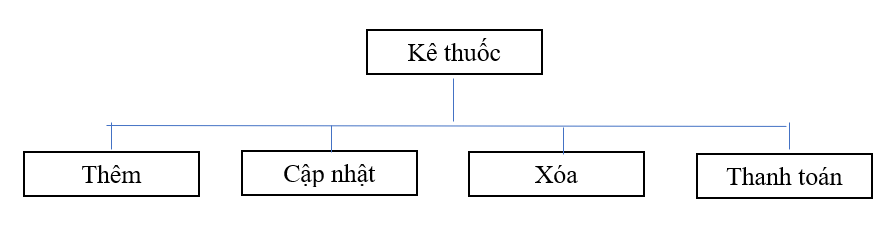 Kê thuốc
Thêm
Cập nhật
Xóa
Thanh toán